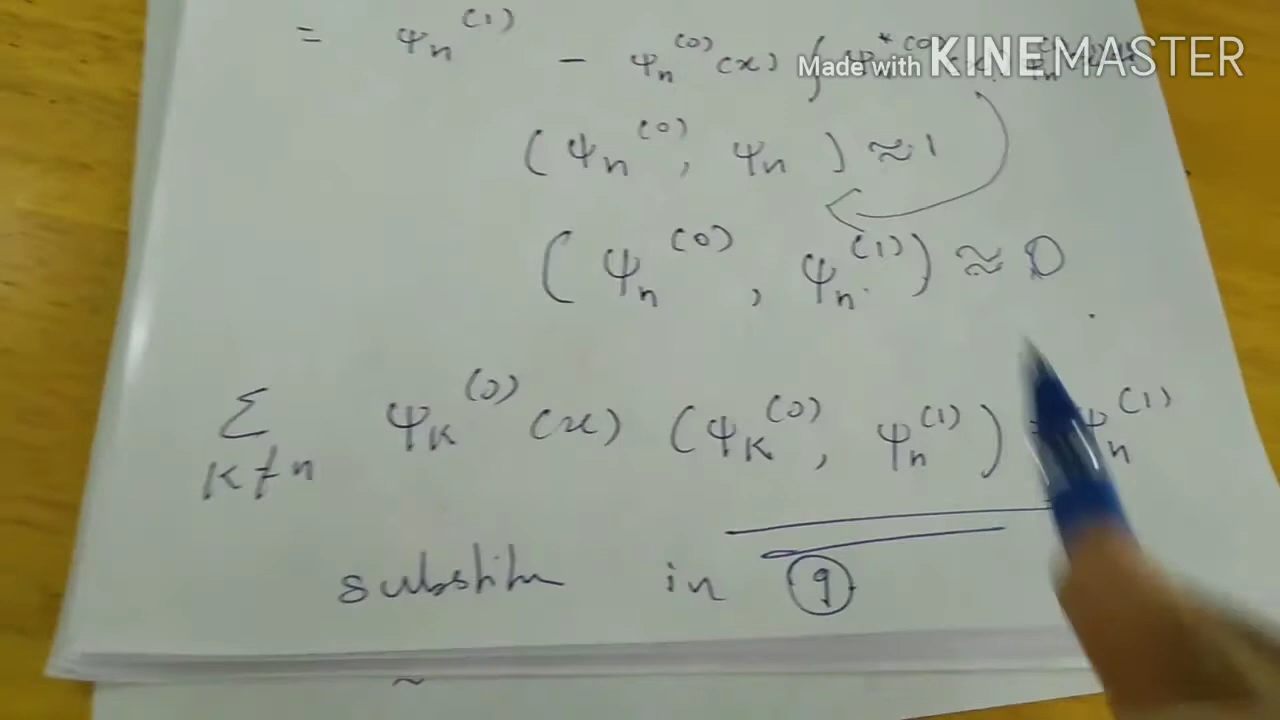 = ψn^(1) − ψn^(0)(x) ∫ ψ*^(0)
Made with KINEMASTER
(ψn^(0), ψn) ≈ 1
(ψn^(0), ψn^(1)) ≈ 0
Σ K≠n ψK^(0) (x) (ψK^(0), ψn^(1)) = ψn^(1)
substitu in 9